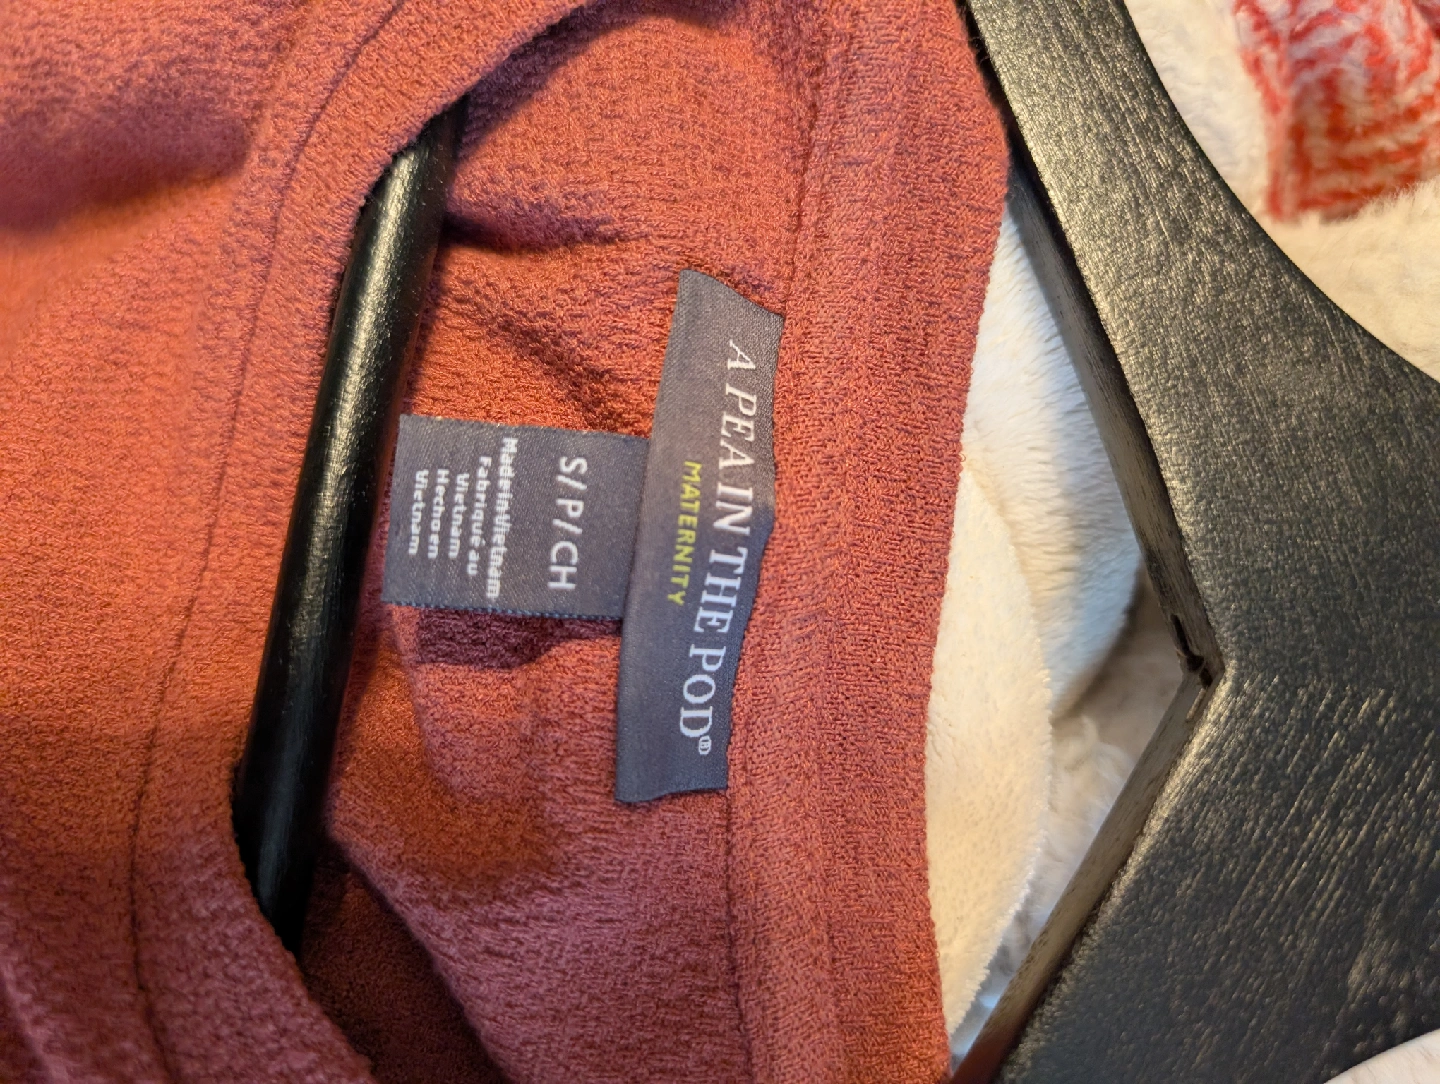 A PEA IN THE POD®
MATERNITY
S/P/CH
Made in Vietnam
Fabriqué au
Vietnam
Hecho en
Vietnam